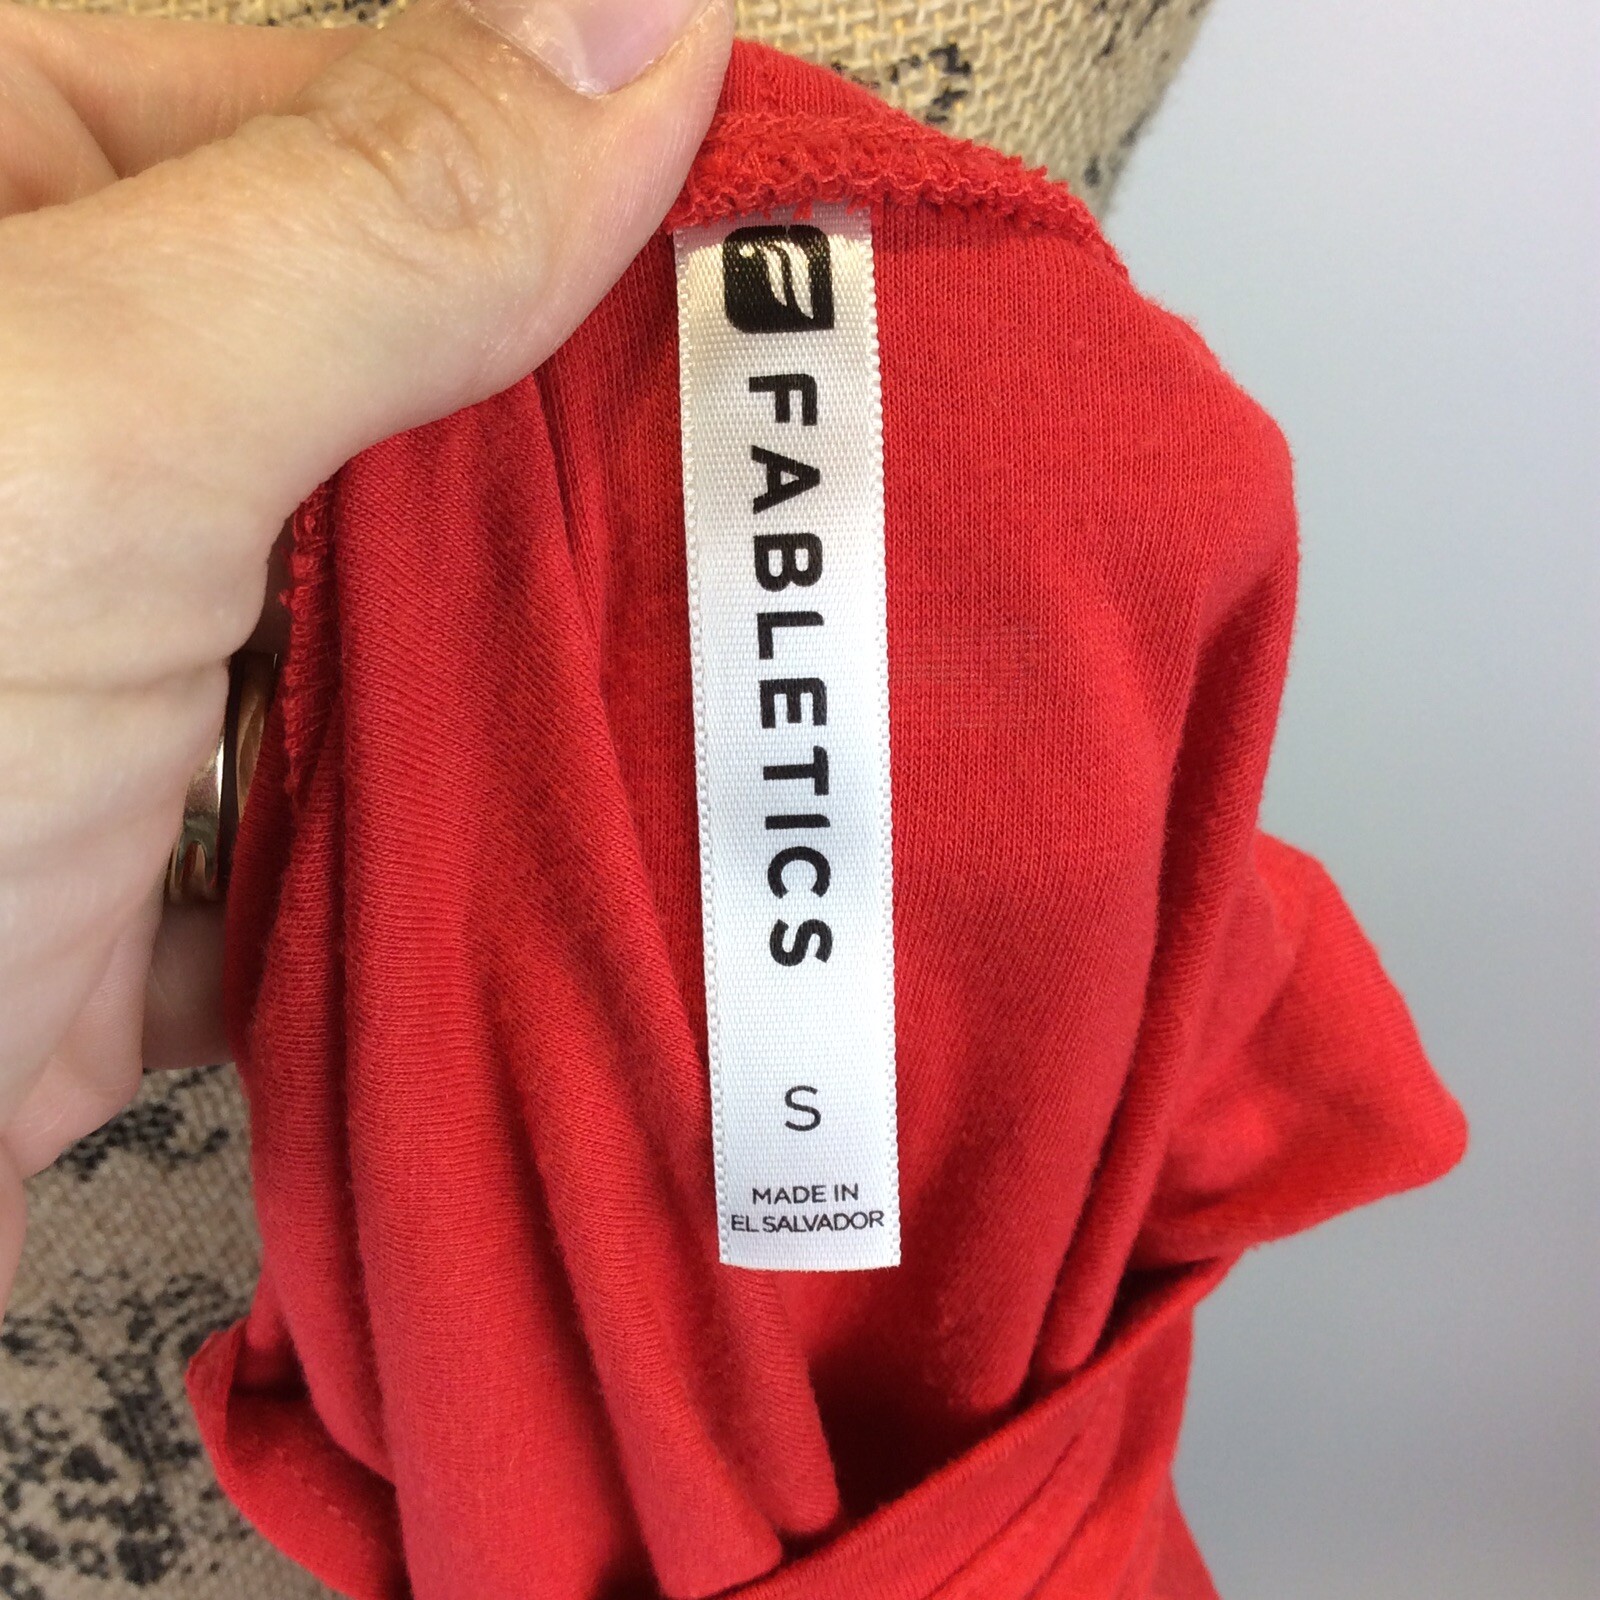 FABLETICS
S
MADE IN
EL SALVADOR